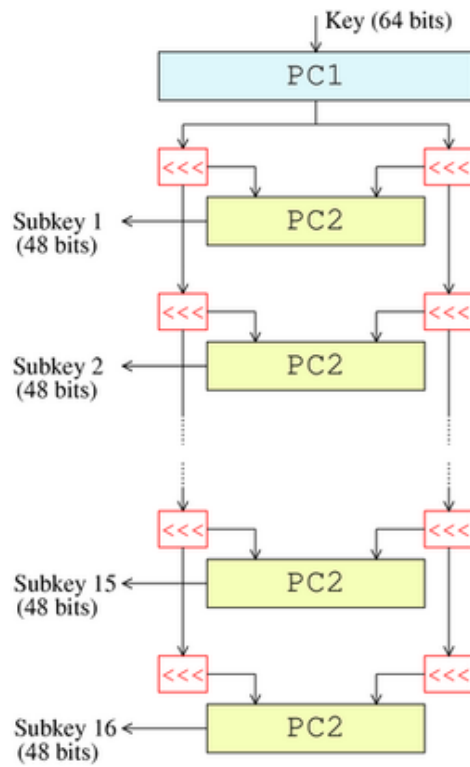 Key (64 bits)
PC1
<<< <<<
PC2
Subkey 1
(48 bits)
<<< <<<
PC2
Subkey 2
(48 bits)
<<< <<<
PC2
Subkey 15
(48 bits)
<<< <<<
PC2
Subkey 16
(48 bits)